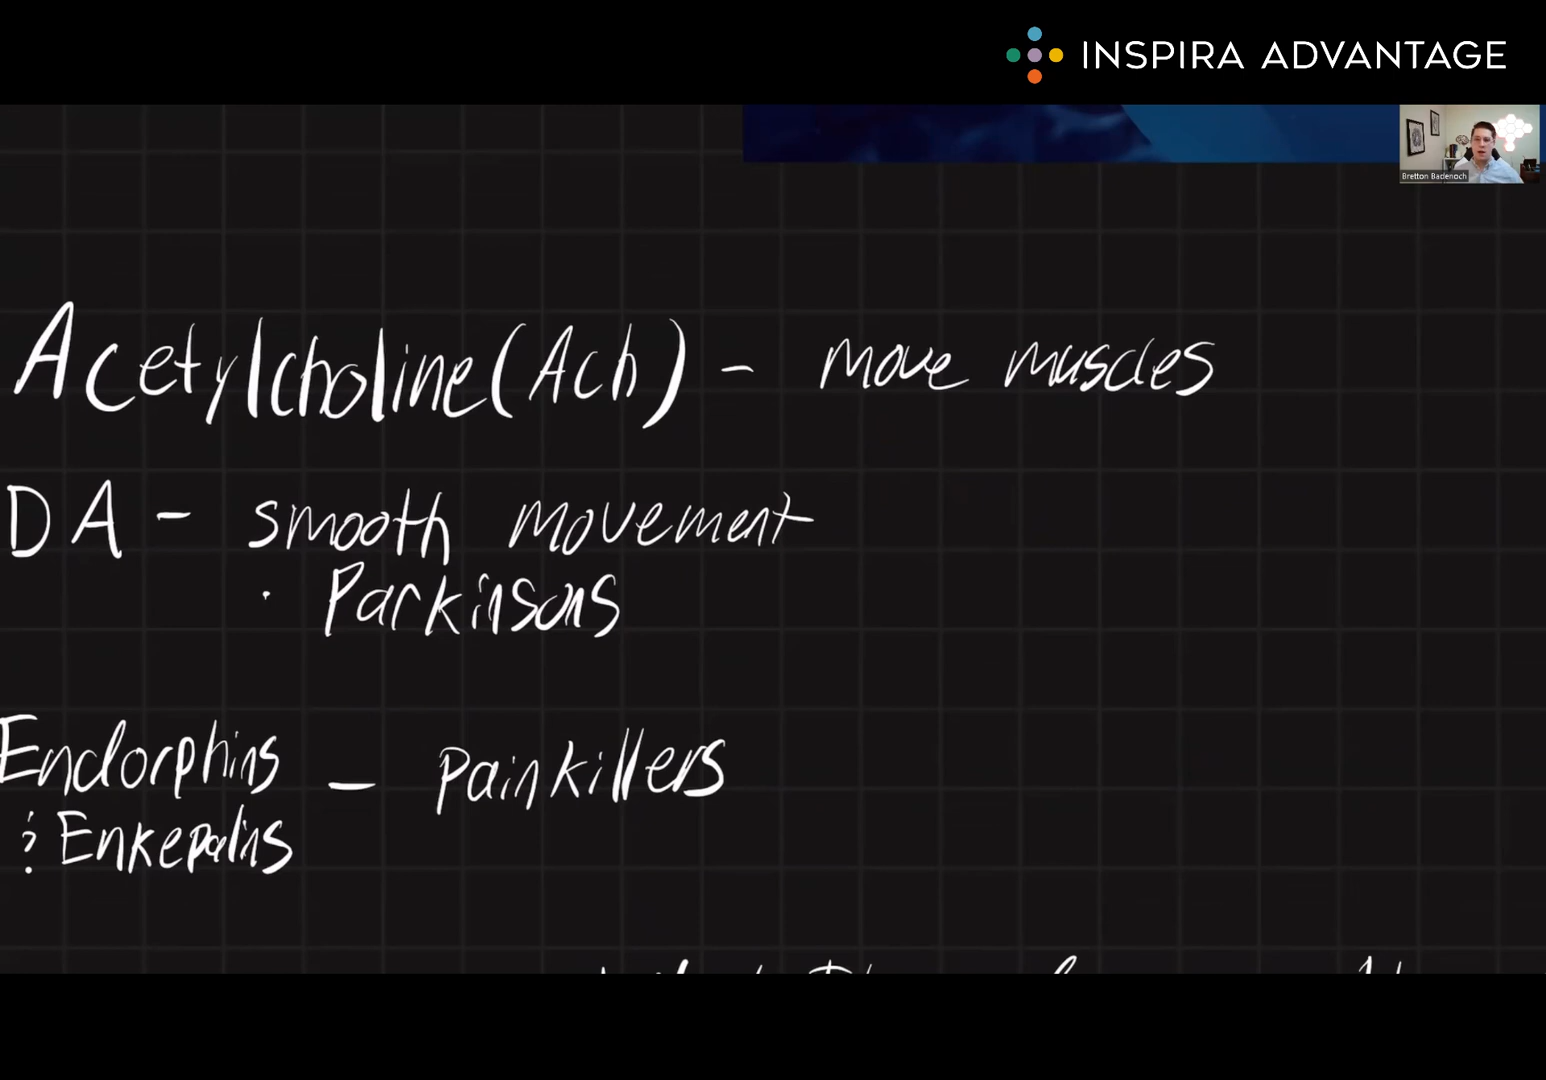 INSPIRA ADVANTAGE
Bretton Badenoch
Acetylcholine (Ach) - move muscles
DA - smooth movement
· Parkinsons
Endorphins - Painkillers
& Enkepalins